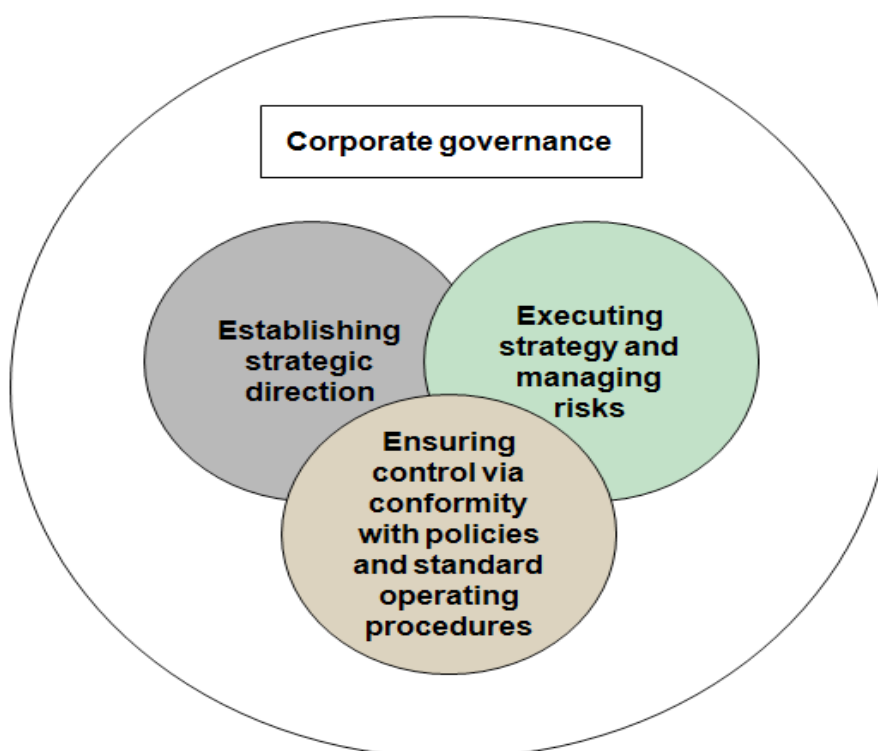 Corporate governance
Establishing
strategic
direction
Executing
strategy and
managing
risks
Ensuring
control via
conformity
with policies
and standard
operating
procedures